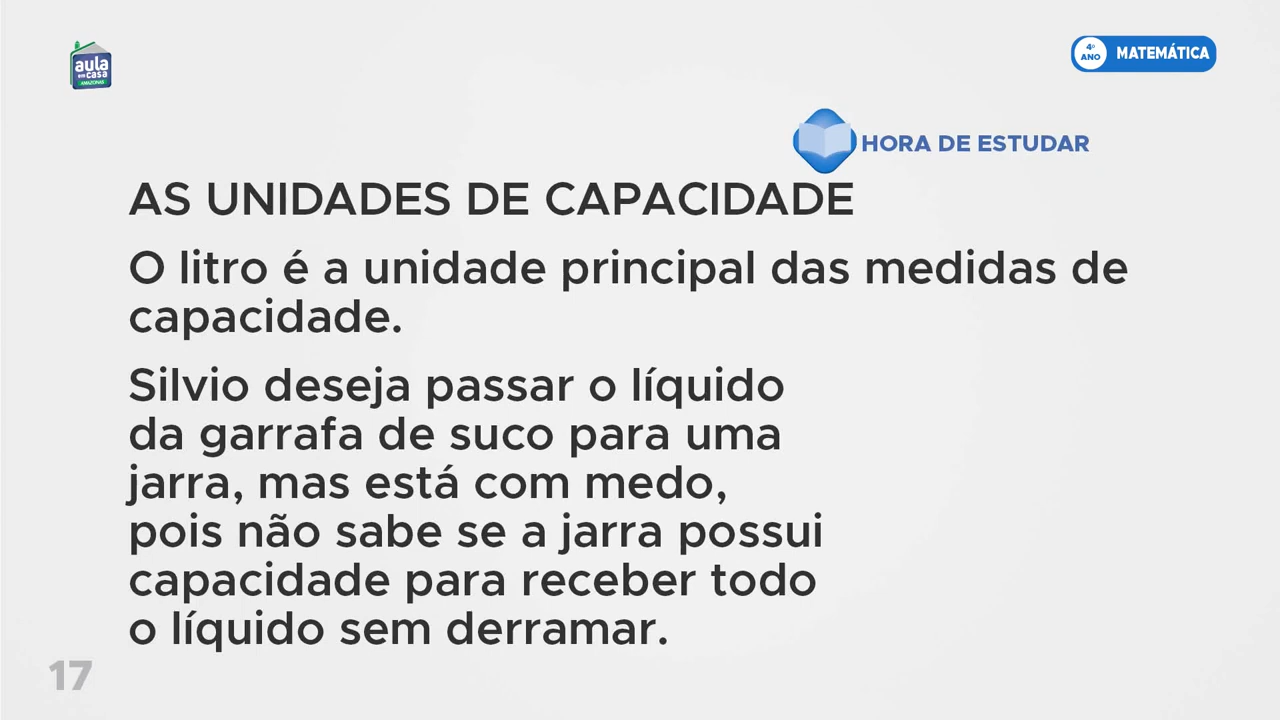 aula
em casa
AMAZONAS
4º
ANO
MATEMÁTICA
HORA DE ESTUDAR
AS UNIDADES DE CAPACIDADE
O litro é a unidade principal das medidas de
capacidade.
Silvio deseja passar o líquido
da garrafa de suco para uma
jarra, mas está com medo,
pois não sabe se a jarra possui
capacidade para receber todo
o líquido sem derramar.
17